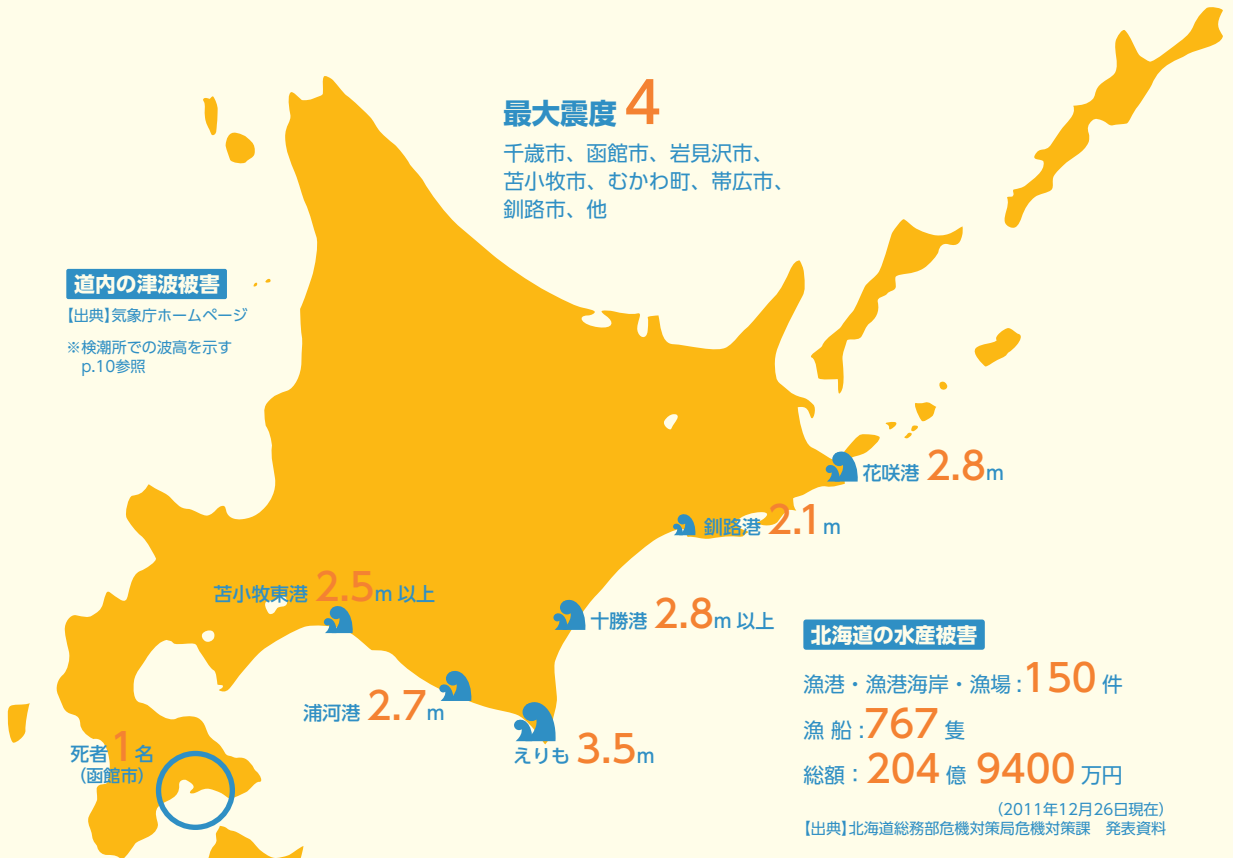 最大震度 4
千歳市、函館市、岩見沢市、
苫小牧市、むかわ町、帯広市、
釧路市、他
道内の津波被害
【出典】気象庁ホームページ
※検潮所での波高を示す
p.10参照
花咲港 2.8m
釧路港 2.1m
苫小牧東港 2.5m 以上
十勝港 2.8m 以上
浦河港 2.7m
えりも 3.5m
死者1名
（函館市）
北海道の水産被害
漁港・漁港海岸・漁場：150 件
漁 船：767 隻
総額：204 億 9400 万円
（2011年12月26日現在）
【出典】北海道総務部危機対策局危機対策課　発表資料